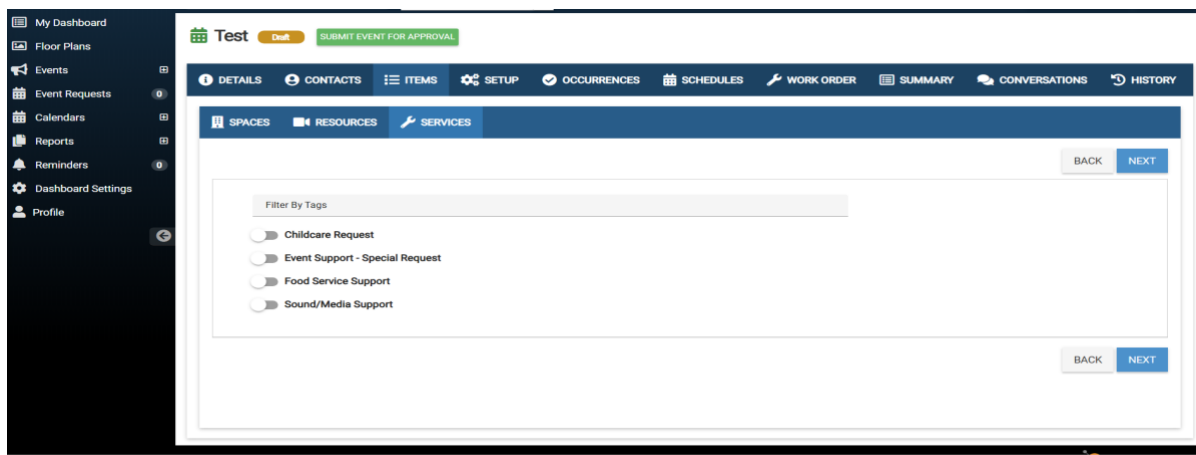 My Dashboard
Floor Plans
Events
Event Requests 0
Calendars
Reports
Reminders 0
Dashboard Settings
Profile
Test Draft SUBMIT EVENT FOR APPROVAL
DETAILS CONTACTS ITEMS SETUP OCCURRENCES SCHEDULES WORK ORDER SUMMARY CONVERSATIONS HISTORY
SPACES RESOURCES SERVICES
BACK NEXT
Filter By Tags
Childcare Request
Event Support - Special Request
Food Service Support
Sound/Media Support
BACK NEXT